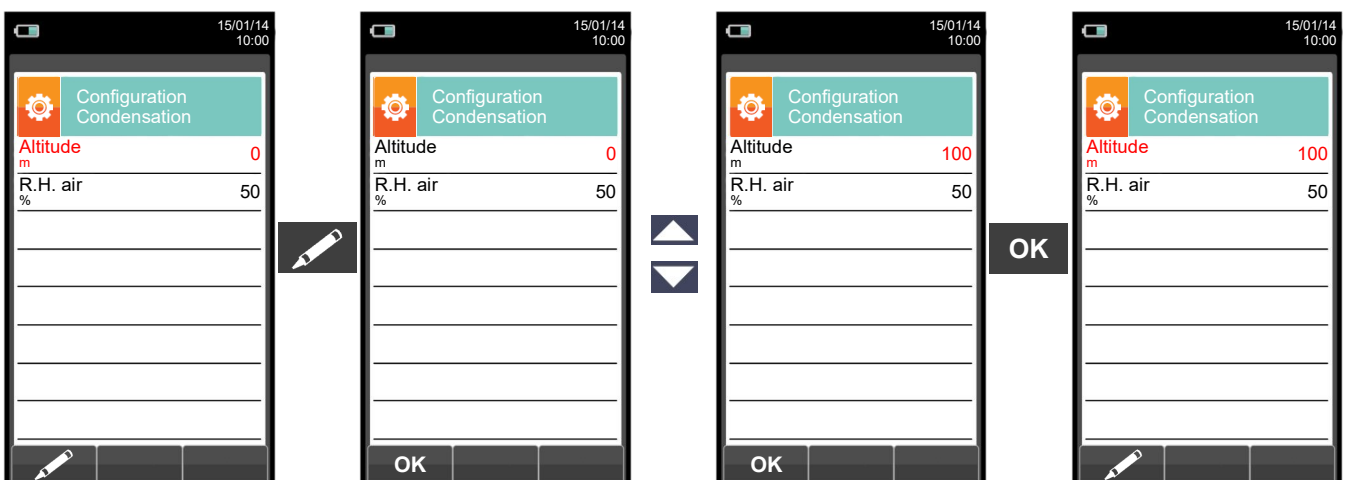 15/01/14
10:00
Configuration
Condensation
Altitude
m
0
R.H. air
%
50
15/01/14
10:00
Configuration
Condensation
Altitude
m
0
R.H. air
%
50
OK
15/01/14
10:00
Configuration
Condensation
Altitude
m
100
R.H. air
%
50
OK
OK
15/01/14
10:00
Configuration
Condensation
Altitude
m
100
R.H. air
%
50